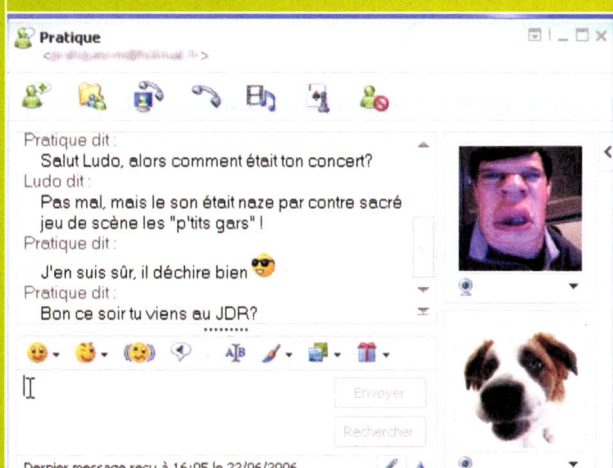 Pratique
Pratique dit :
Salut Ludo, alors comment était ton concert?
Ludo dit :
Pas mal, mais le son était naze par contre sacré
jeu de scène les "p'tits gars" !
Pratique dit :
J'en suis sûr, il déchire bien
Pratique dit :
Bon ce soir tu viens au JDR?
Envoyer
Rechercher
Dernier message reçu à 16:05 le 22/06/2006